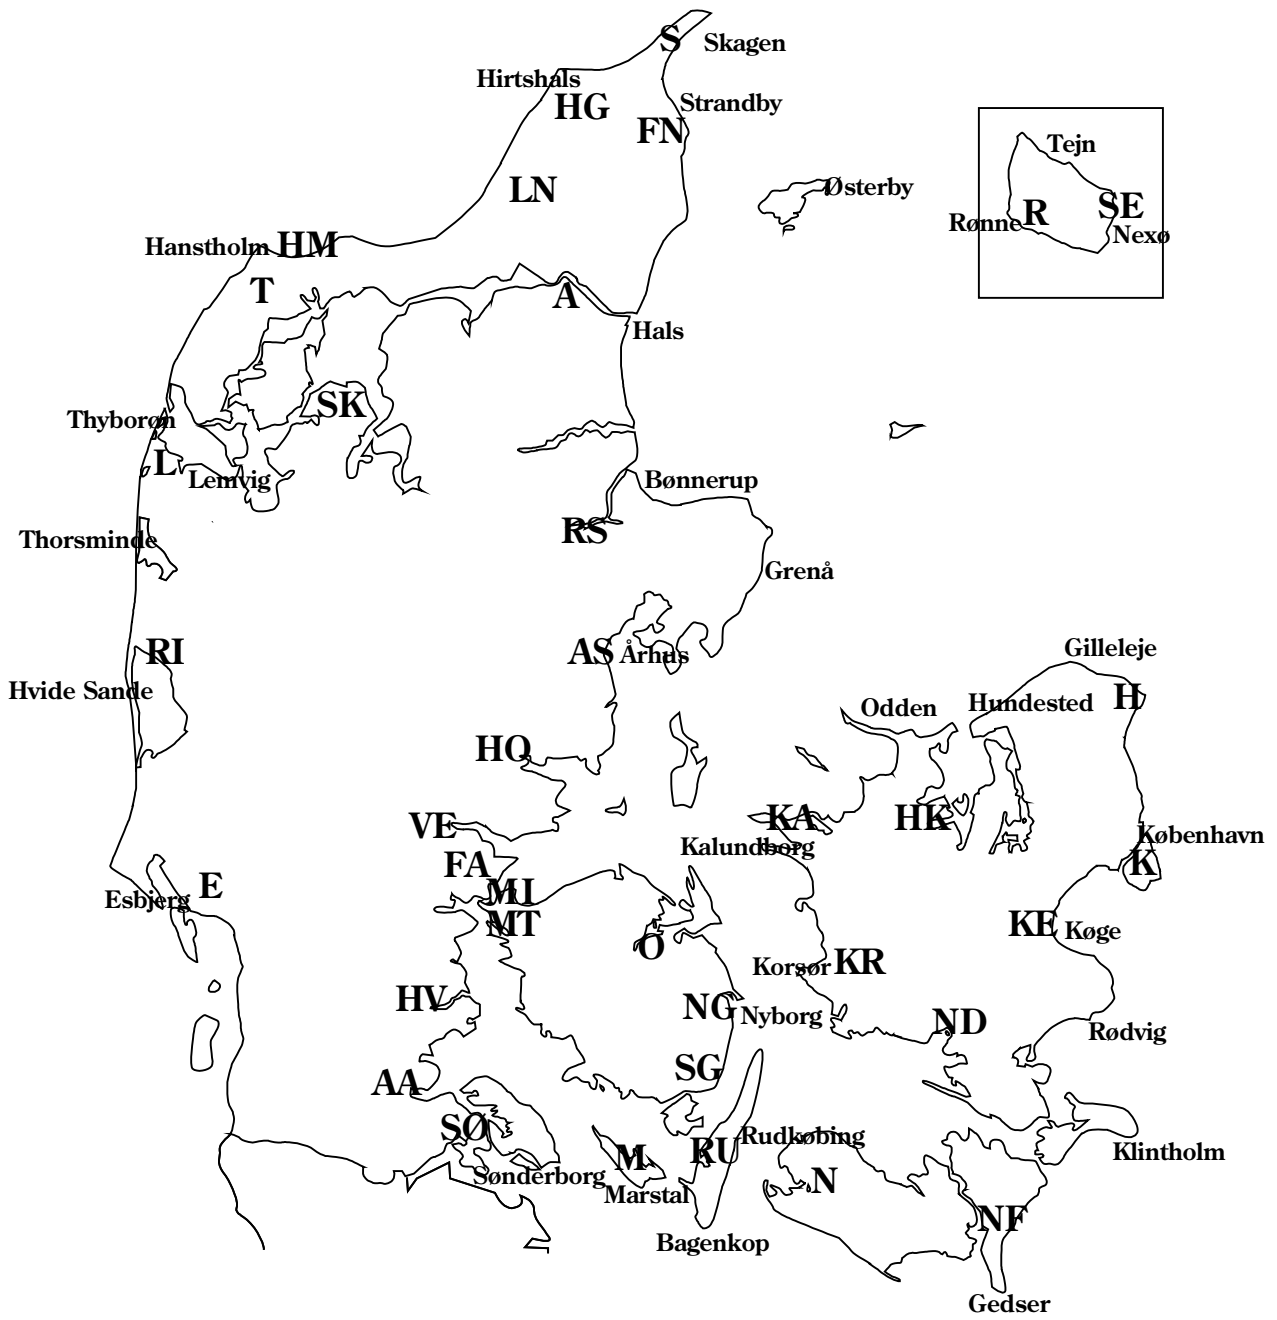 S
Skagen
Hirtshals
HG
Strandby
FN
Tejn
LN
Østerby
R
SE
Rønne
Nexø
Hanstholm
HM
T
A
Hals
SK
Thyborøn
L
Lemvig
Bønnerup
RS
Thorsminde
Grenå
RI
AS
Århus
Gilleleje
Hvide Sande
H
Odden
Hundested
HO
VE
KA
HK
København
Kalundborg
FA
K
E
MI
Esbjerg
MT
KE
Køge
O
Korsør
KR
HV
NG
Nyborg
ND
Rødvig
SG
AA
SØ
Rudkøbing
RU
M
Klintholm
Sønderborg
N
Marstal
NF
Bagenkop
Gedser